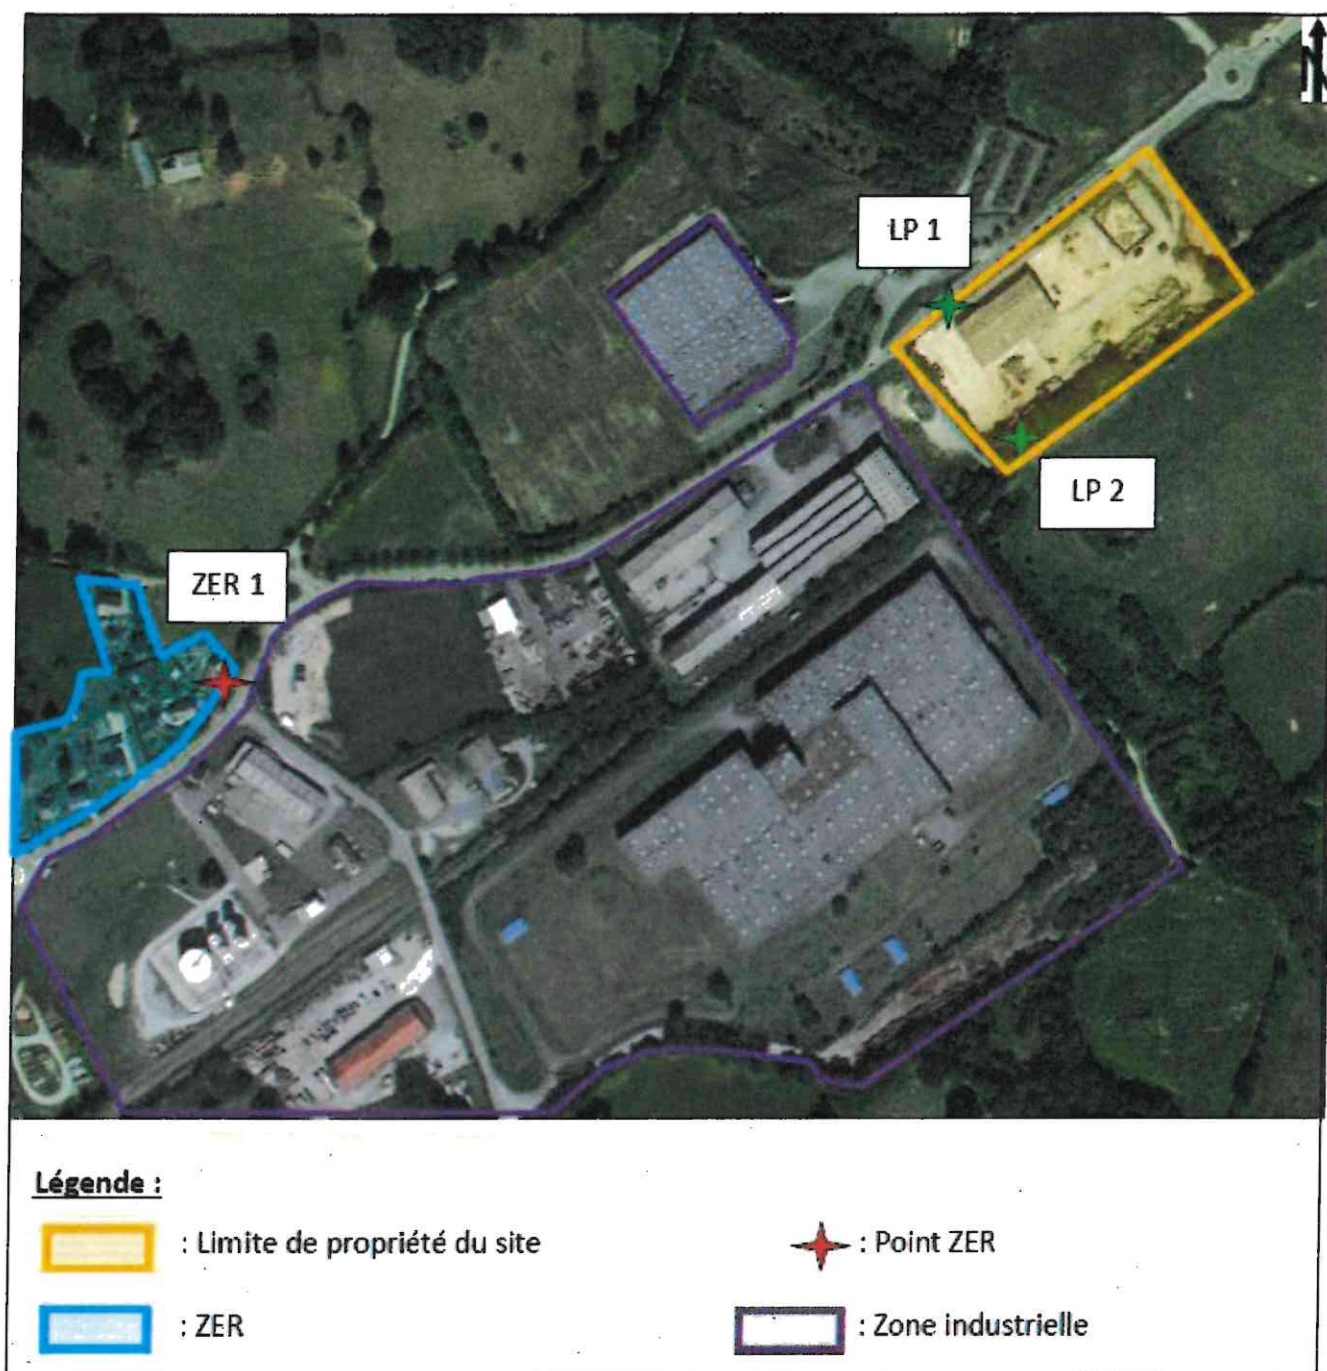 N
LP 1
LP 2
ZER 1
Légende :
: Limite de propriété du site
: Point ZER
: ZER
: Zone industrielle